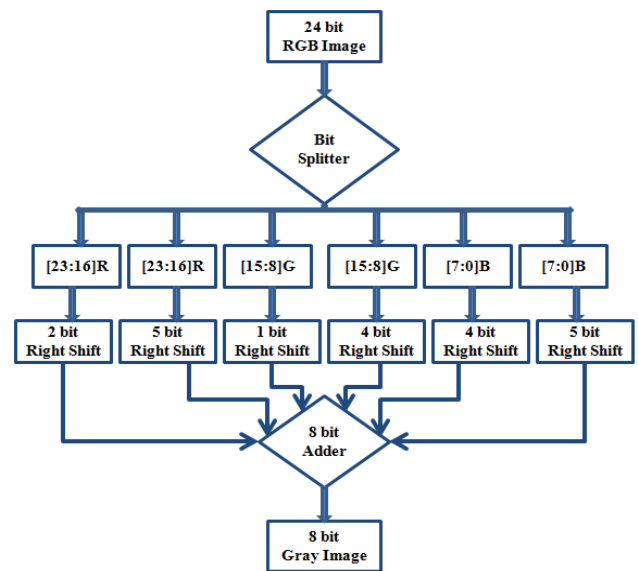 24 bit
RGB Image
Bit
Splitter
[23:16]R
[23:16]R
[15:8]G
[15:8]G
[7:0]B
[7:0]B
2 bit
Right Shift
5 bit
Right Shift
1 bit
Right Shift
4 bit
Right Shift
4 bit
Right Shift
5 bit
Right Shift
8 bit
Adder
8 bit
Gray Image